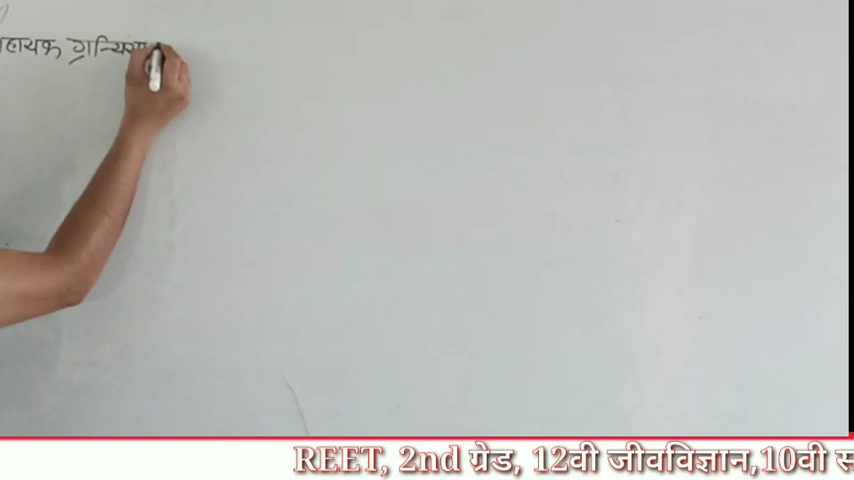 हायक ग्रन्थिया
REET, 2nd ग्रेड, 12वी जीवविज्ञान,10वी स